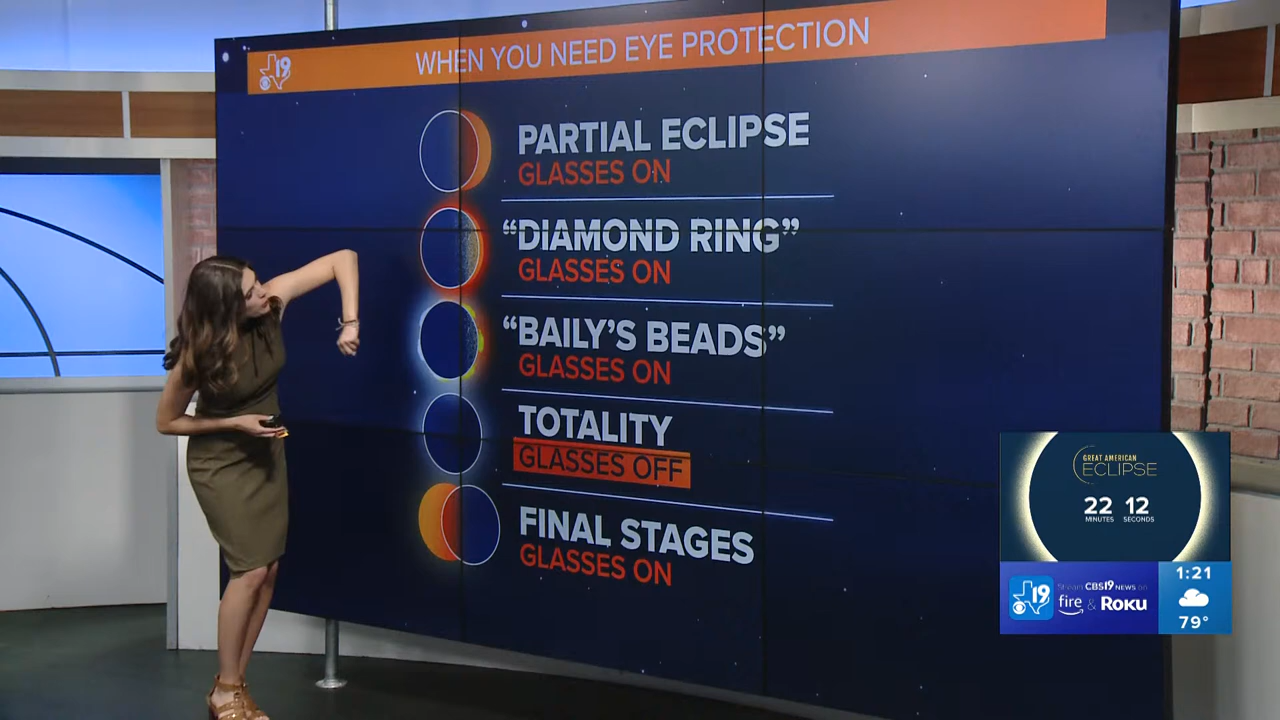 19
WHEN YOU NEED EYE PROTECTION
PARTIAL ECLIPSE
GLASSES ON
“DIAMOND RING”
GLASSES ON
“BAILY’S BEADS”
GLASSES ON
TOTALITY
GLASSES OFF
FINAL STAGES
GLASSES ON
GREAT AMERICAN
ECLIPSE
22 12
MINUTES SECONDS
19
Stream CBS19 NEWS on
fire & Roku
1:21
79°